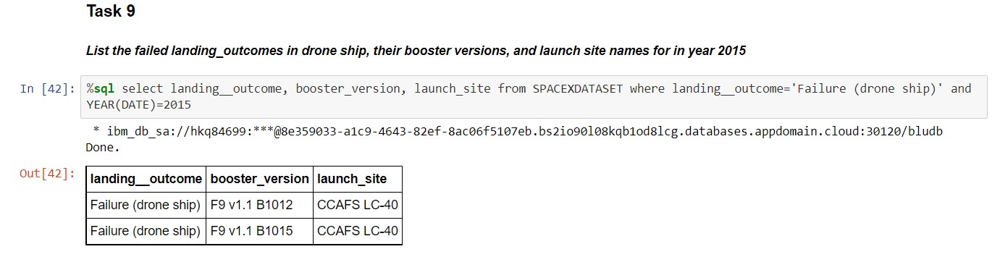 Task 9
List the failed landing_outcomes in drone ship, their booster versions, and launch site names for in year 2015
In [42]: %sql select landing__outcome, booster_version, launch_site from SPACEXDATASET where landing__outcome='Failure (drone ship)' and
YEAR(DATE)=2015
* ibm_db_sa://hkq84699:***@8e359033-a1c9-4643-82ef-8ac06f5107eb.bs2io90l08kqb1od8lcg.databases.appdomain.cloud:30120/bludb
Done.
Out[42]:
landing__outcome booster_version launch_site
Failure (drone ship) F9 v1.1 B1012 CCAFS LC-40
Failure (drone ship) F9 v1.1 B1015 CCAFS LC-40